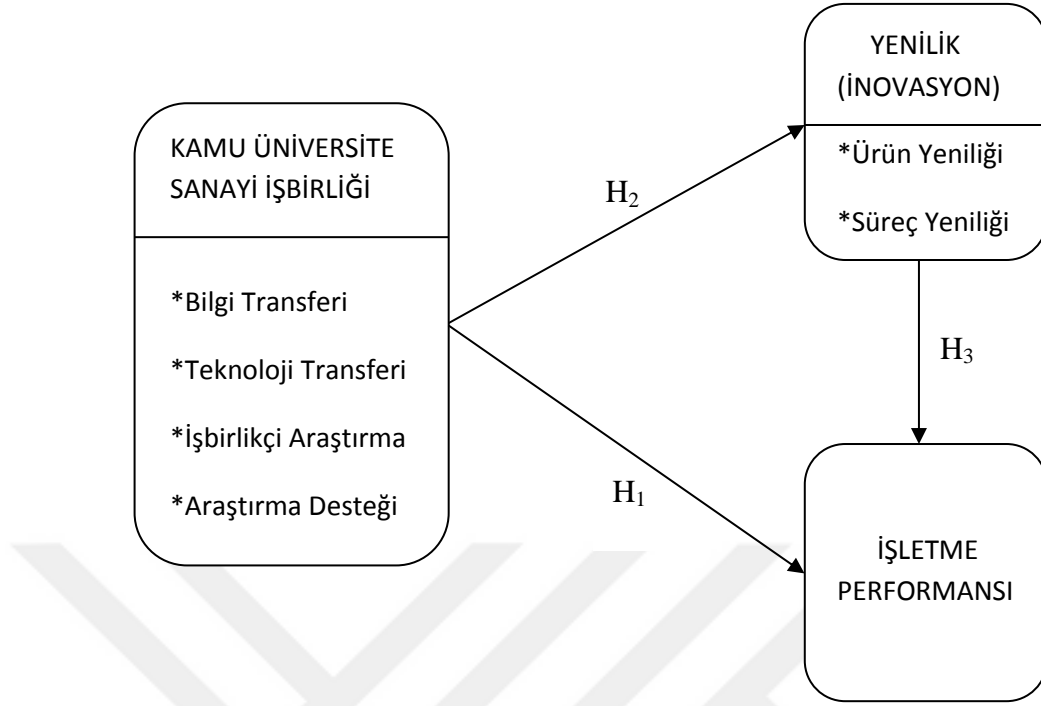 KAMU ÜNİVERSİTE
SANAYİ İŞBİRLİĞİ
*Bilgi Transferi
*Teknoloji Transferi
*İşbirlikçi Araştırma
*Araştırma Desteği
H₂
H₁
YENİLİK
(İNOVASYON)
*Ürün Yeniliği
*Süreç Yeniliği
H₃
İŞLETME
PERFORMANSI